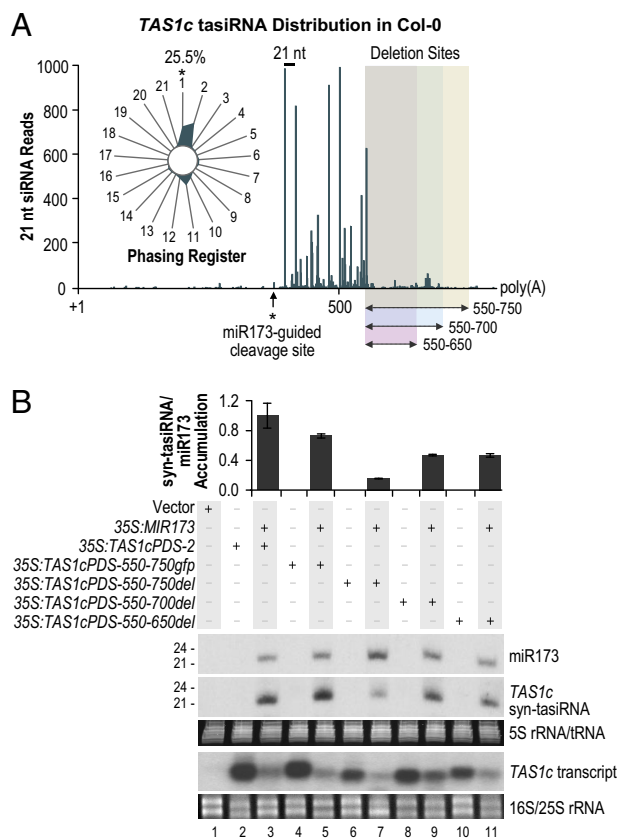 A
TAS1c tasiRNA Distribution in Col-0
25.5%
*
1 2 3 4 5 6 7 8 9 10 11 12 13 14 15 16 17 18 19 20 21
Phasing Register
21 nt
Deletion Sites
21 nt siRNA Reads
1000
800
600
400
200
0
+1
500
poly(A)
*
miR173-guided
cleavage site
550-750
550-700
550-650
B
syn-tasiRNA/
miR173
Accumulation
1.2
0.8
0.4
0.0
Vector + – – – – – – – – – –
35S:MIR173 – – + – + – + – + – +
35S:TAS1cPDS-2 – + + – – – – – – – –
35S:TAS1cPDS-550-750gfp – – – + + – – – – – –
35S:TAS1cPDS-550-750del – – – – – + + – – – –
35S:TAS1cPDS-550-700del – – – – – – – + + – –
35S:TAS1cPDS-550-650del – – – – – – – – – + +
24 -
21 -
miR173
24 -
21 -
TAS1c
syn-tasiRNA
5S rRNA/tRNA
TAS1c transcript
16S/25S rRNA
1 2 3 4 5 6 7 8 9 10 11